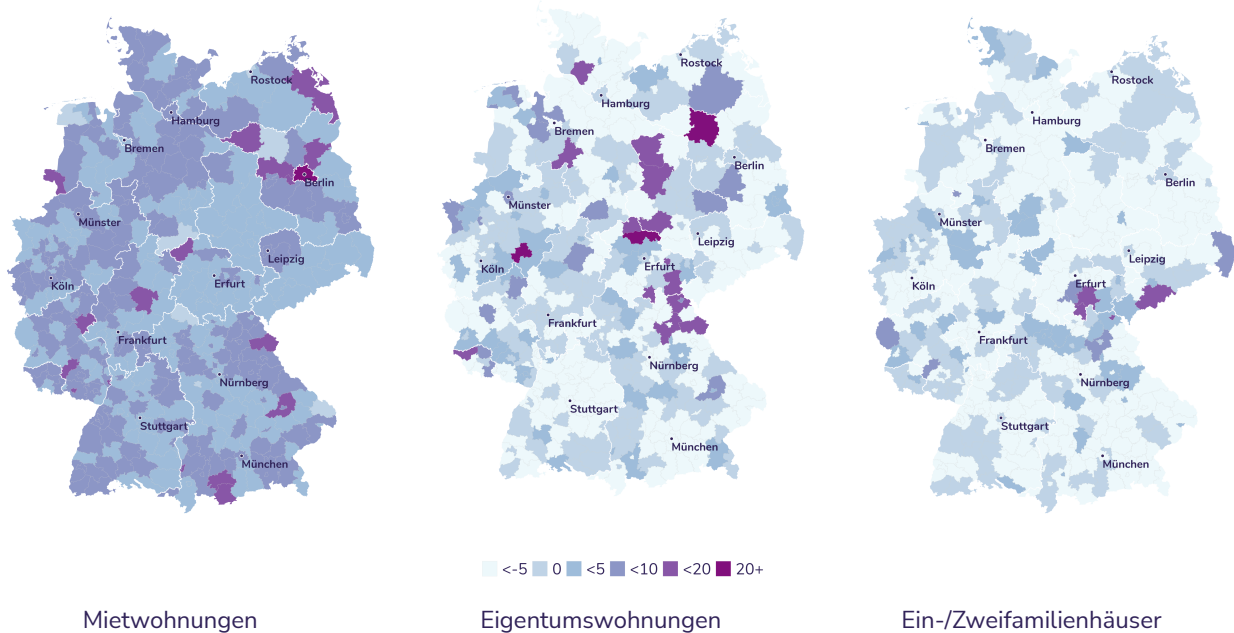 Rostock
Hamburg
Bremen
Berlin
Münster
Leipzig
Köln
Erfurt
Frankfurt
Nürnberg
Stuttgart
München
Rostock
Hamburg
Bremen
Berlin
Münster
Leipzig
Köln
Erfurt
Frankfurt
Nürnberg
Stuttgart
München
Rostock
Hamburg
Bremen
Berlin
Münster
Leipzig
Köln
Erfurt
Frankfurt
Nürnberg
Stuttgart
München
<-5 0 <5 <10 <20 20+
Mietwohnungen Eigentumswohnungen Ein-/Zweifamilienhäuser